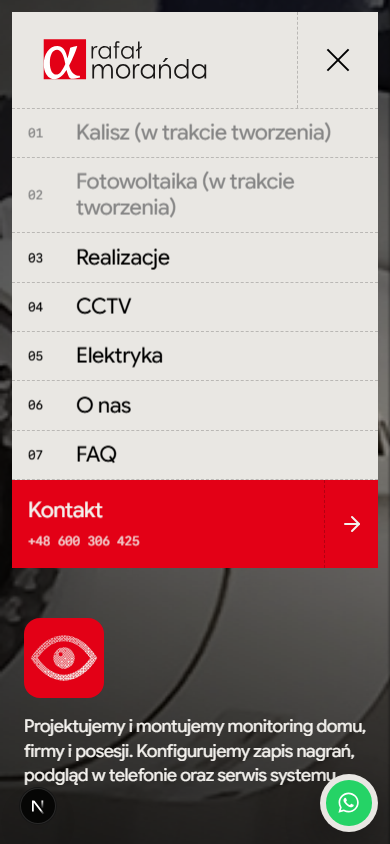 α rafał
morańda
01 Kalisz (w trakcie tworzenia)
02 Fotowoltaika (w trakcie
tworzenia)
03 Realizacje
04 CCTV
05 Elektryka
06 O nas
07 FAQ
Kontakt
+48 600 306 425
Projektujemy i montujemy monitoring domu,
firmy i posesji. Konfigurujemy zapis nagrań,
podgląd w telefonie oraz serwis systemu.
N